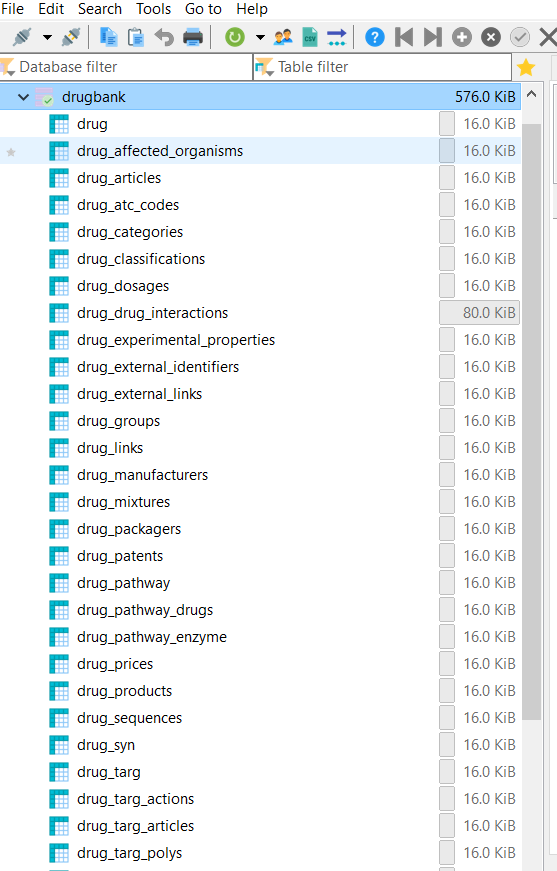 File Edit Search Tools Go to Help
CSV
Database filter Table filter
drugbank 576.0 KiB
drug 16.0 KiB
drug_affected_organisms 16.0 KiB
drug_articles 16.0 KiB
drug_atc_codes 16.0 KiB
drug_categories 16.0 KiB
drug_classifications 16.0 KiB
drug_dosages 16.0 KiB
drug_drug_interactions 80.0 KiB
drug_experimental_properties 16.0 KiB
drug_external_identifiers 16.0 KiB
drug_external_links 16.0 KiB
drug_groups 16.0 KiB
drug_links 16.0 KiB
drug_manufacturers 16.0 KiB
drug_mixtures 16.0 KiB
drug_packagers 16.0 KiB
drug_patents 16.0 KiB
drug_pathway 16.0 KiB
drug_pathway_drugs 16.0 KiB
drug_pathway_enzyme 16.0 KiB
drug_prices 16.0 KiB
drug_products 16.0 KiB
drug_sequences 16.0 KiB
drug_syn 16.0 KiB
drug_targ 16.0 KiB
drug_targ_actions 16.0 KiB
drug_targ_articles 16.0 KiB
drug_targ_polys 16.0 KiB